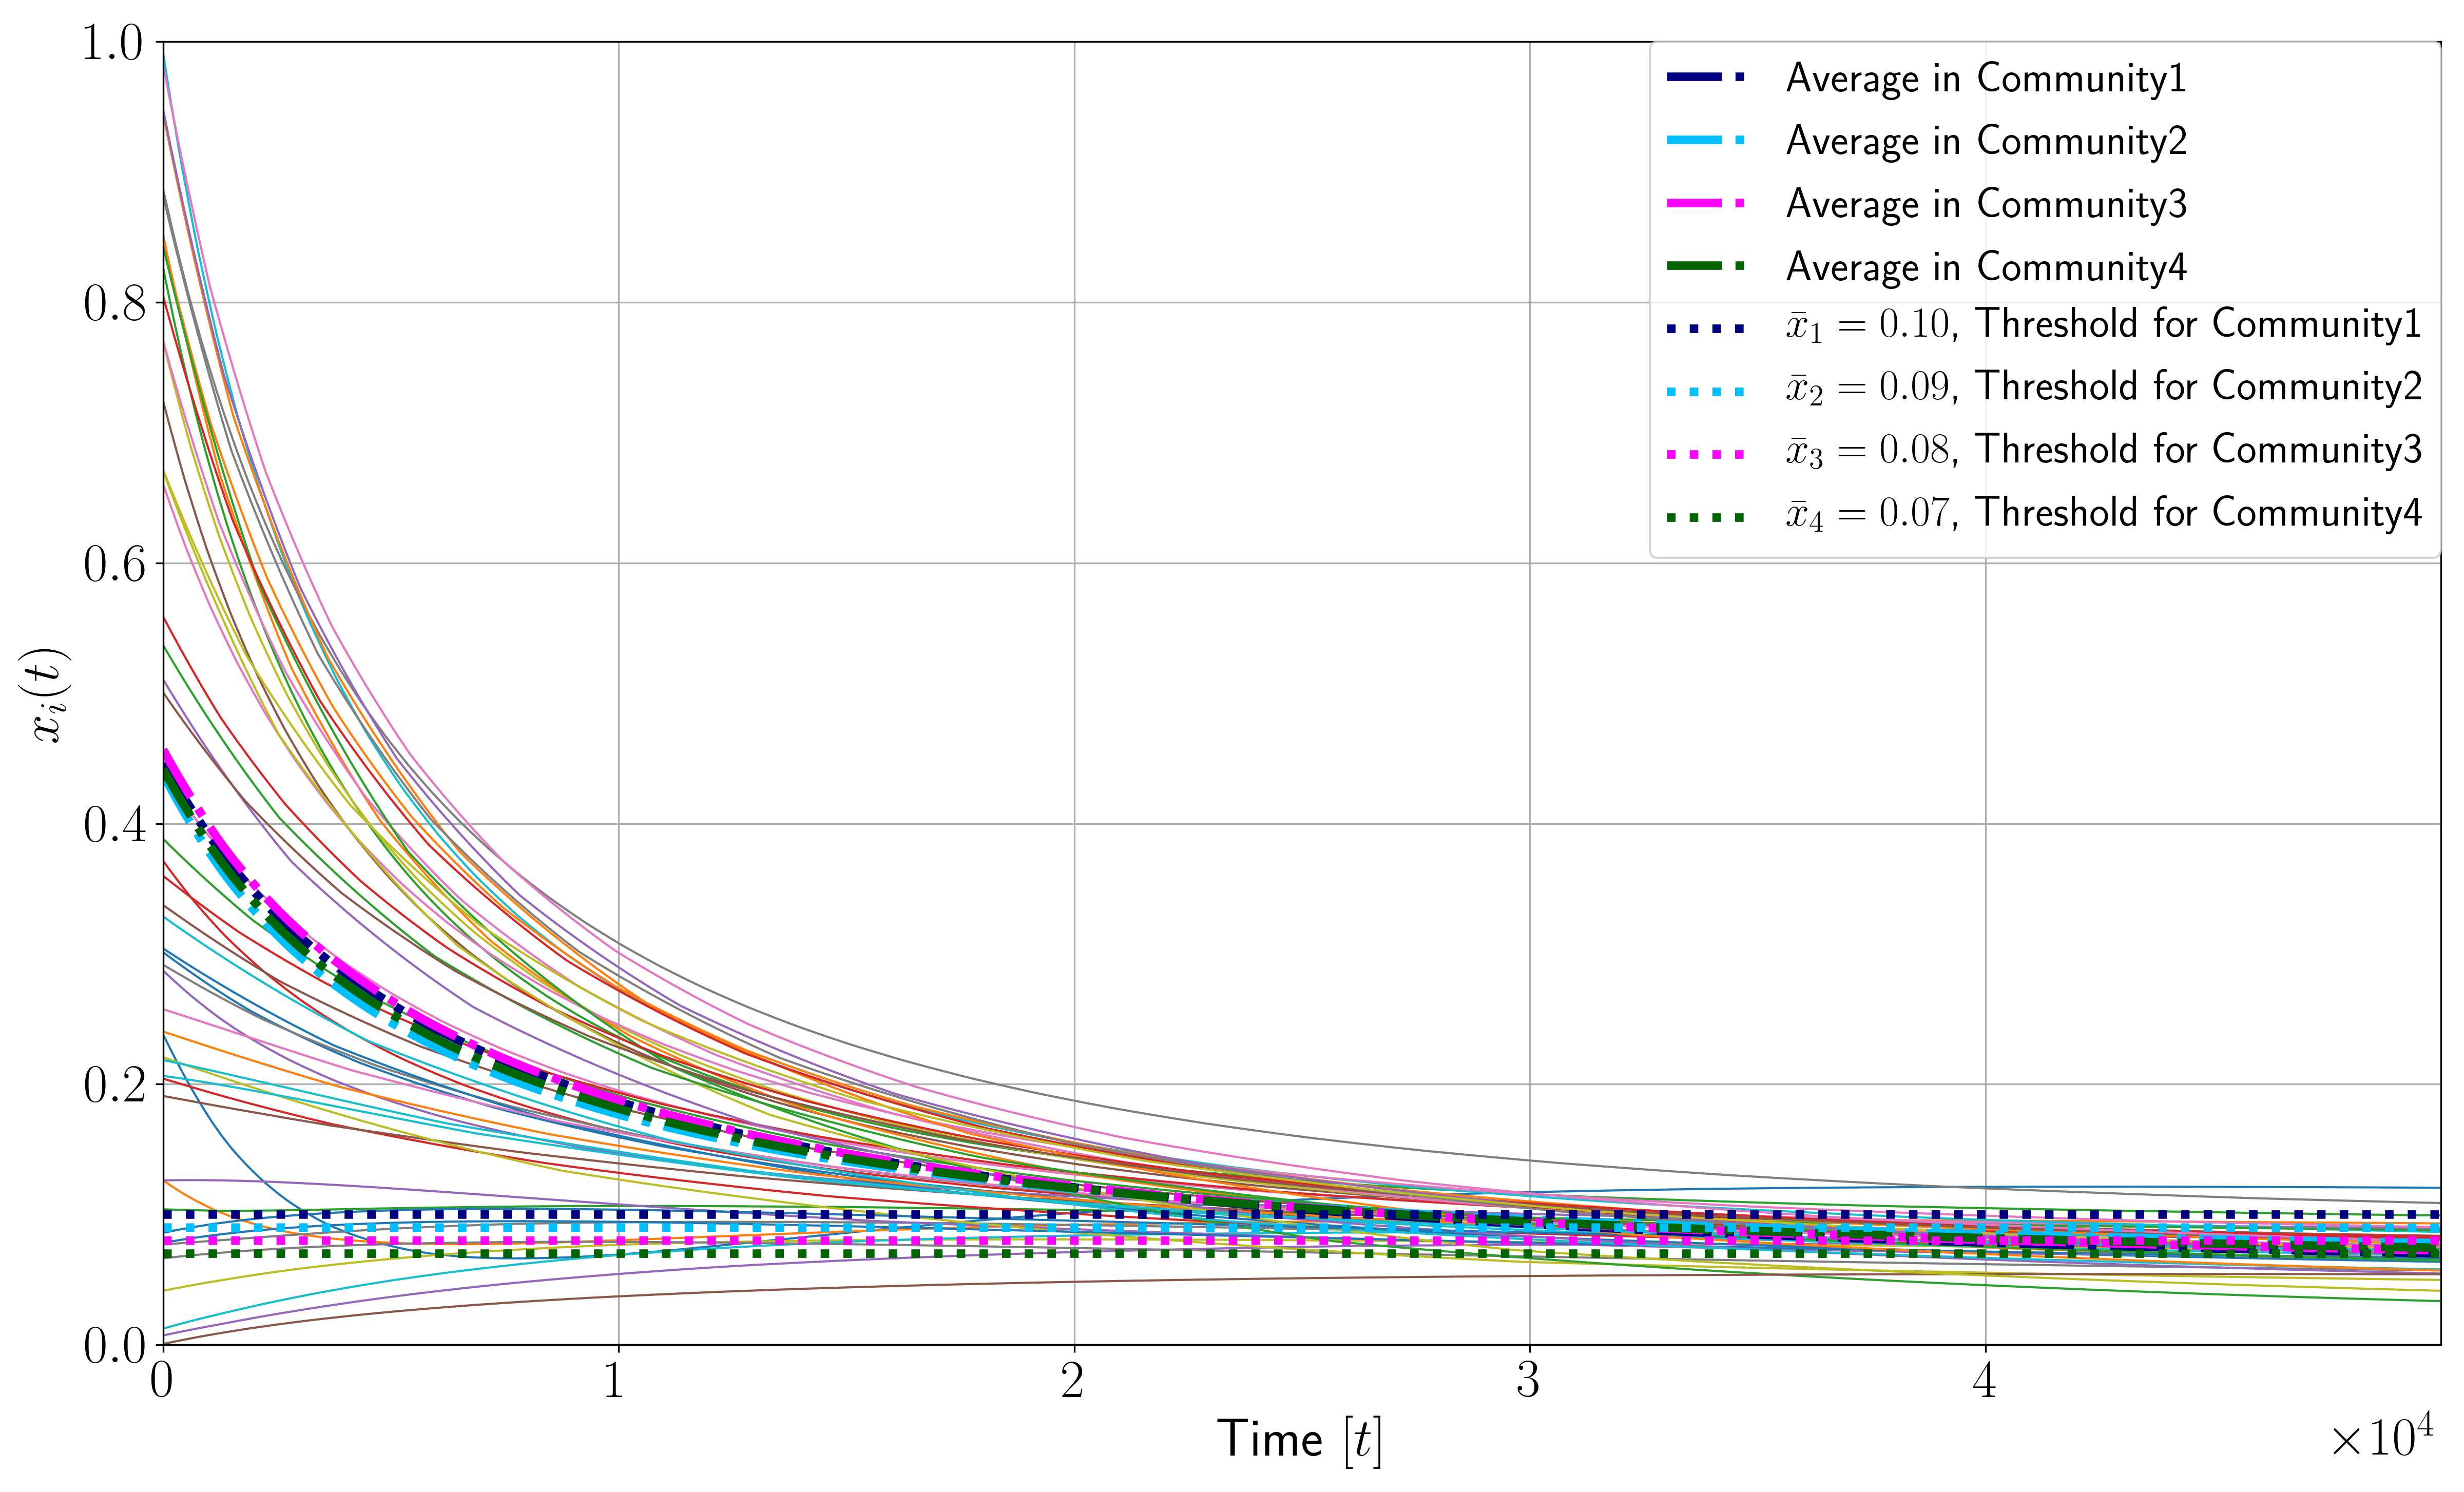 1.0
0.8
0.6
0.4
0.2
0.0
x_i(t)
0 1 2 3 4
Time [t]
×10^4
Average in Community1
Average in Community2
Average in Community3
Average in Community4
x̄_1 = 0.10, Threshold for Community1
x̄_2 = 0.09, Threshold for Community2
x̄_3 = 0.08, Threshold for Community3
x̄_4 = 0.07, Threshold for Community4